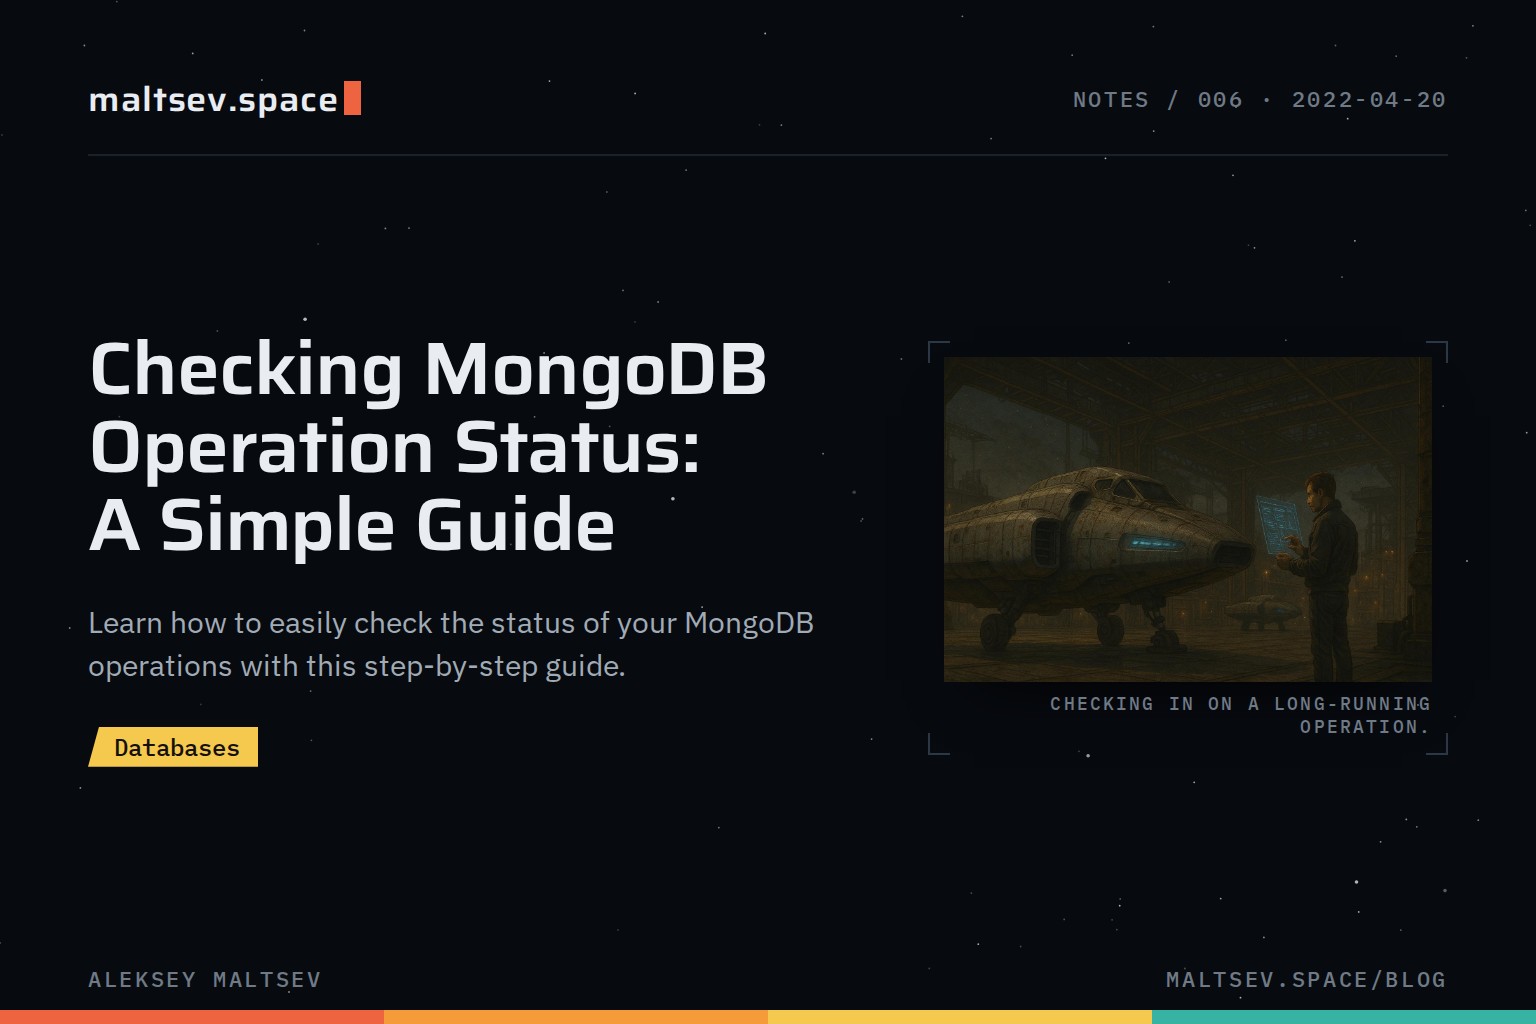 maltsev.space
NOTES / 006 · 2022-04-20
Checking MongoDB
Operation Status:
A Simple Guide
Learn how to easily check the status of your MongoDB
operations with this step-by-step guide.
Databases
CHECKING IN ON A LONG-RUNNING
OPERATION.
ALEKSEY MALTSEV
MALTSEV.SPACE/BLOG